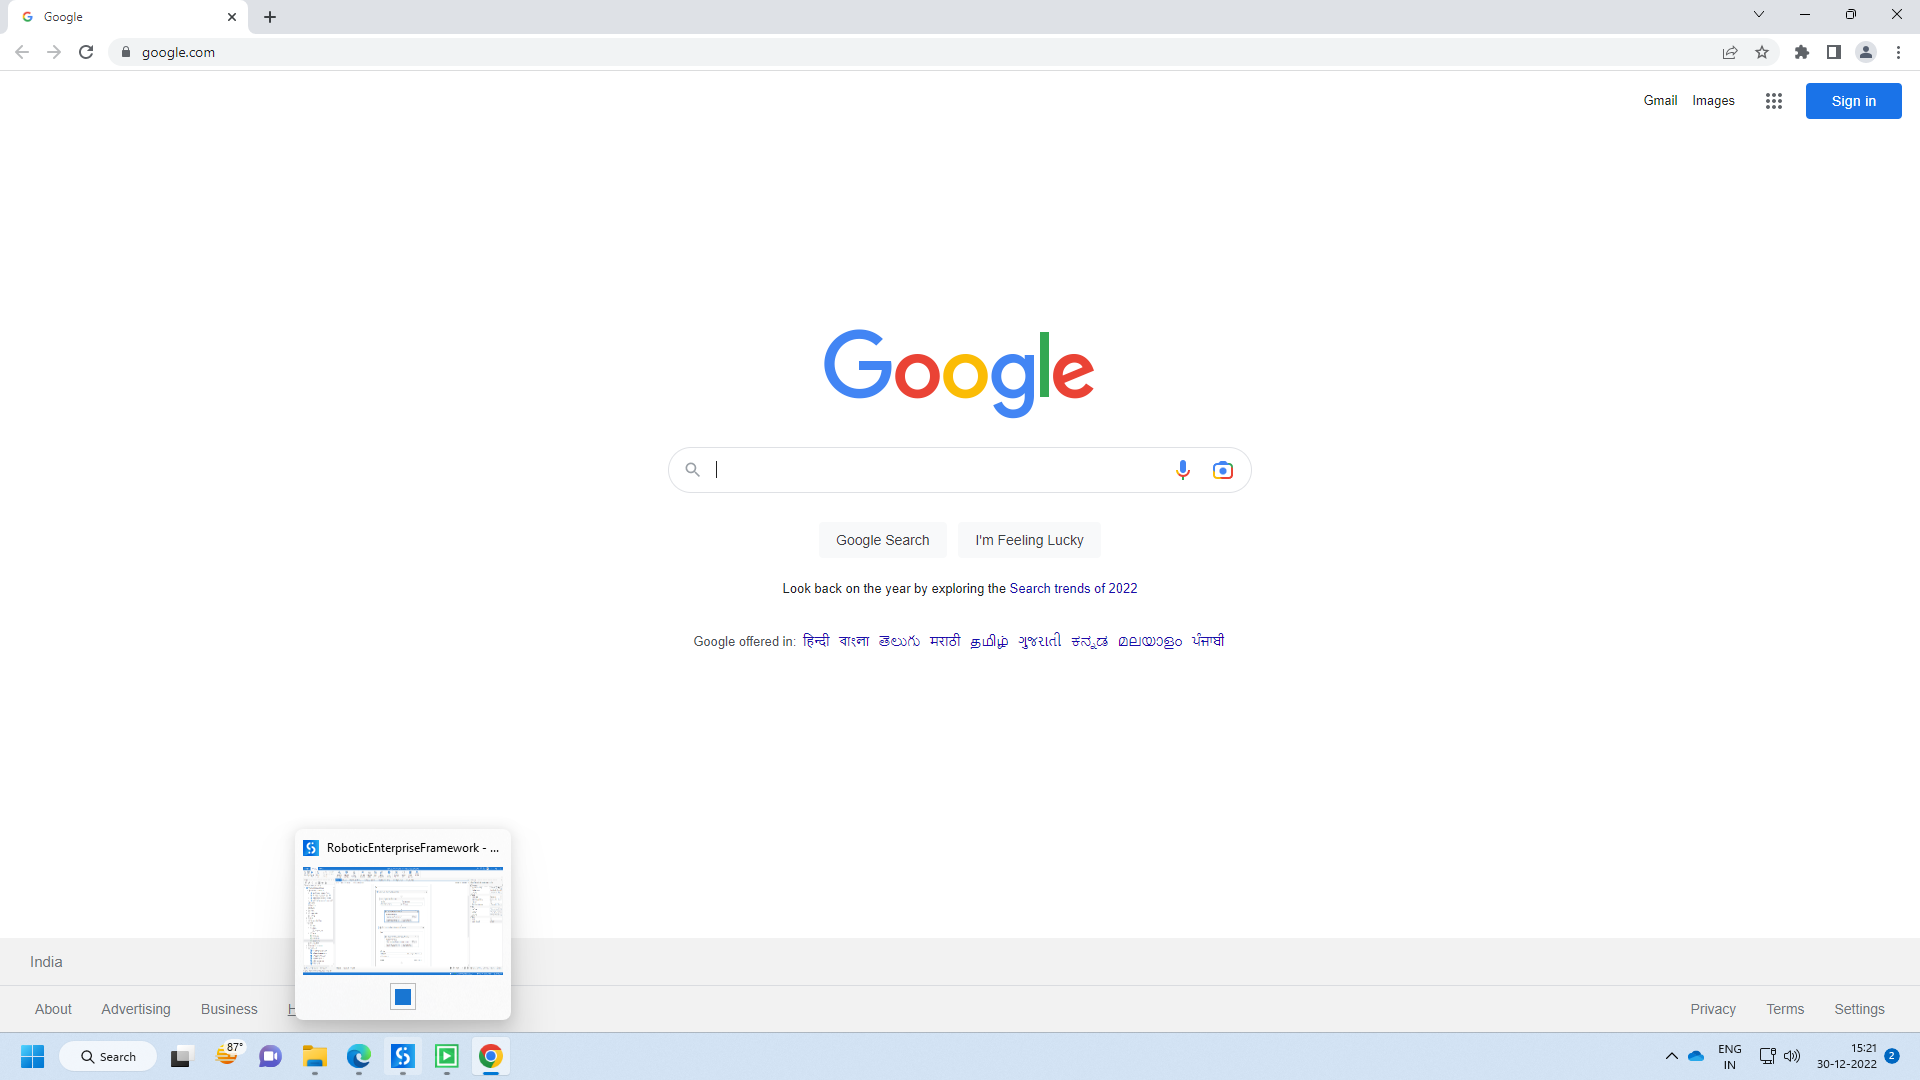 Google
google.com
Gmail Images Sign in
Google
Google Search I'm Feeling Lucky
Look back on the year by exploring the Search trends of 2022
Google offered in: हिन्दी বাংলা తెలుగు मराठी தமிழ் ગુજરાતી ಕನ್ನಡ മലയാളം ਪੰਜਾਬੀ
RoboticEnterpriseFramework - ...
India
About Advertising Business Privacy Terms Settings
Search 87° ENG IN 15:21 30-12-2022 2